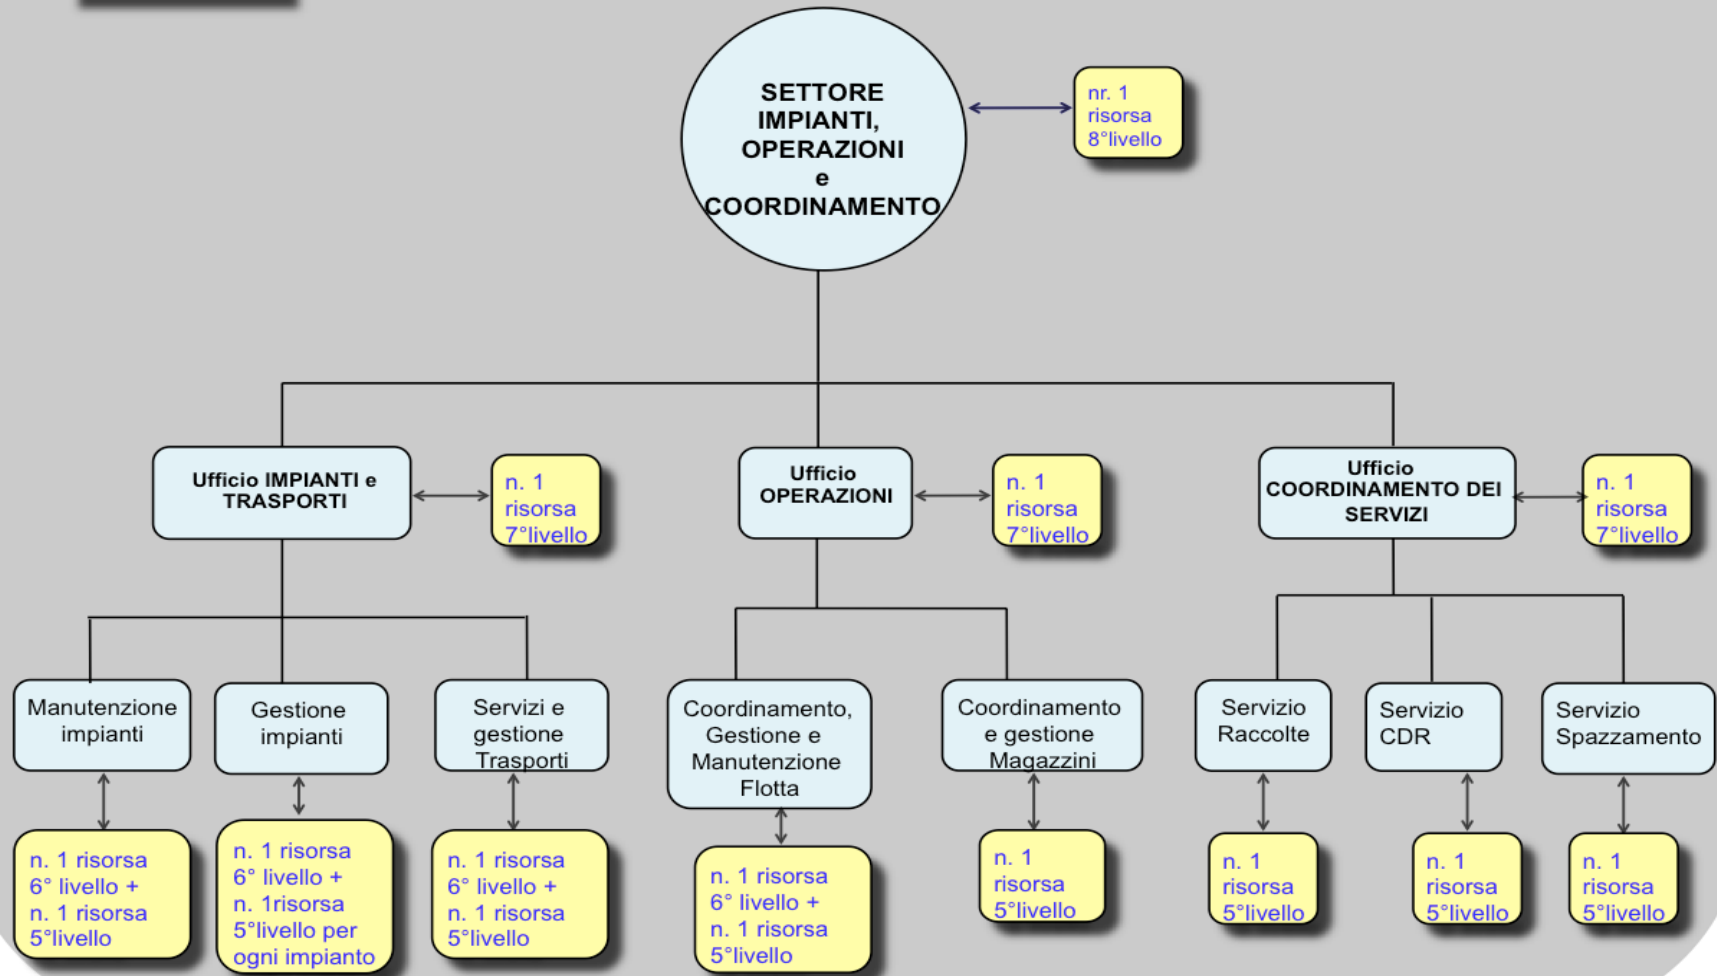 SETTORE
IMPIANTI,
OPERAZIONI
e
COORDINAMENTO
nr. 1
risorsa
8°livello
Ufficio IMPIANTI e
TRASPORTI
n. 1
risorsa
7°livello
Ufficio
OPERAZIONI
n. 1
risorsa
7°livello
Ufficio
COORDINAMENTO DEI
SERVIZI
n. 1
risorsa
7°livello
Manutenzione
impianti
Gestione
impianti
Servizi e
gestione
Trasporti
Coordinamento,
Gestione e
Manutenzione
Flotta
Coordinamento
e gestione
Magazzini
Servizio
Raccolte
Servizio
CDR
Servizio
Spazzamento
n. 1 risorsa
6° livello +
n. 1 risorsa
5°livello
n. 1 risorsa
6° livello +
n. 1risorsa
5°livello per
ogni impianto
n. 1 risorsa
6° livello +
n. 1 risorsa
5°livello
n. 1 risorsa
6° livello +
n. 1 risorsa
5°livello
n. 1
risorsa
5°livello
n. 1
risorsa
5°livello
n. 1
risorsa
5°livello
n. 1
risorsa
5°livello